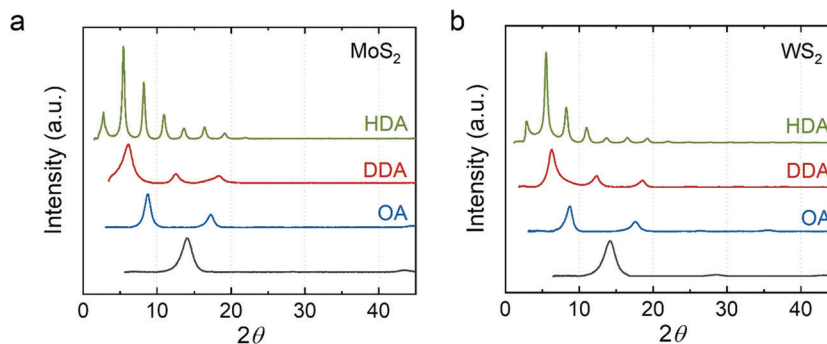 a
MoS₂
HDA
DDA
OA
Intensity (a.u.)
0 10 20 30 40
2θ
b
WS₂
HDA
DDA
OA
Intensity (a.u.)
0 10 20 30 40
2θ